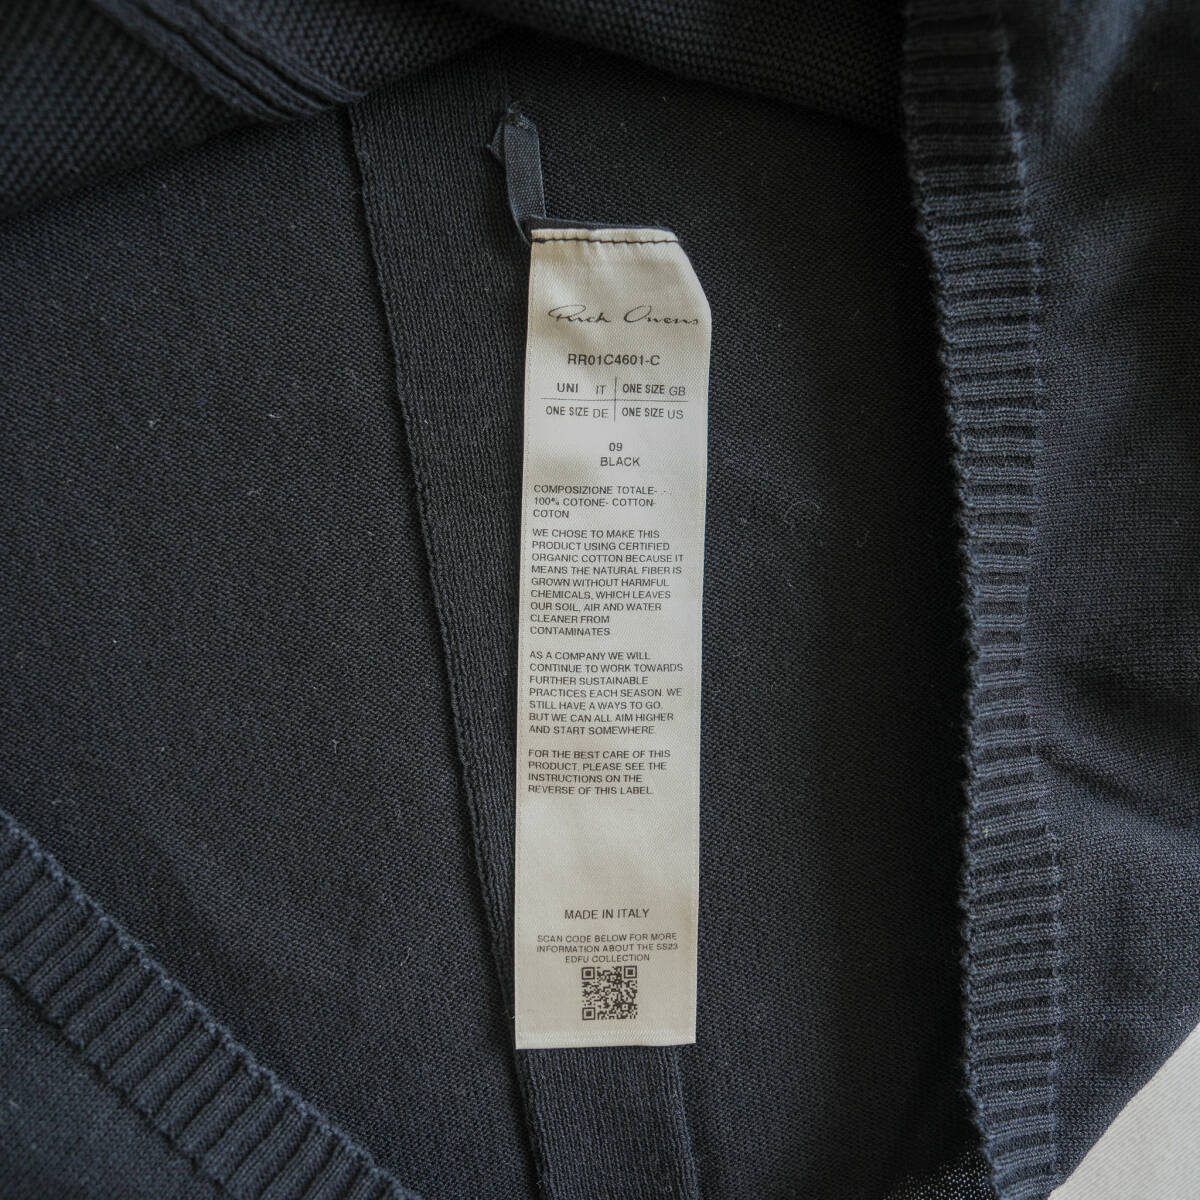 Rick Owens
RR01C4601-C
UNI IT ONE SIZE GB
ONE SIZE DE ONE SIZE US
09
BLACK
COMPOSIZIONE TOTALE- - -
100% COTONE- COTTON-
COTON
WE CHOSE TO MAKE THIS
PRODUCT USING CERTIFIED
ORGANIC COTTON BECAUSE IT
MEANS THE NATURAL FIBER IS
GROWN WITHOUT HARMFUL
CHEMICALS, WHICH LEAVES
OUR SOIL, AIR AND WATER
CLEANER FROM
CONTAMINATES
AS A COMPANY WE WILL
CONTINUE TO WORK TOWARDS
FURTHER SUSTAINABLE
PRACTICES EACH SEASON. WE
STILL HAVE A WAYS TO GO,
BUT WE CAN ALL AIM HIGHER
AND START SOMEWHERE.
FOR THE BEST CARE OF THIS
PRODUCT, PLEASE SEE THE
INSTRUCTIONS ON THE
REVERSE OF THIS LABEL.
MADE IN ITALY
SCAN CODE BELOW FOR MORE
INFORMATION ABOUT THE SS23
EDFU COLLECTION